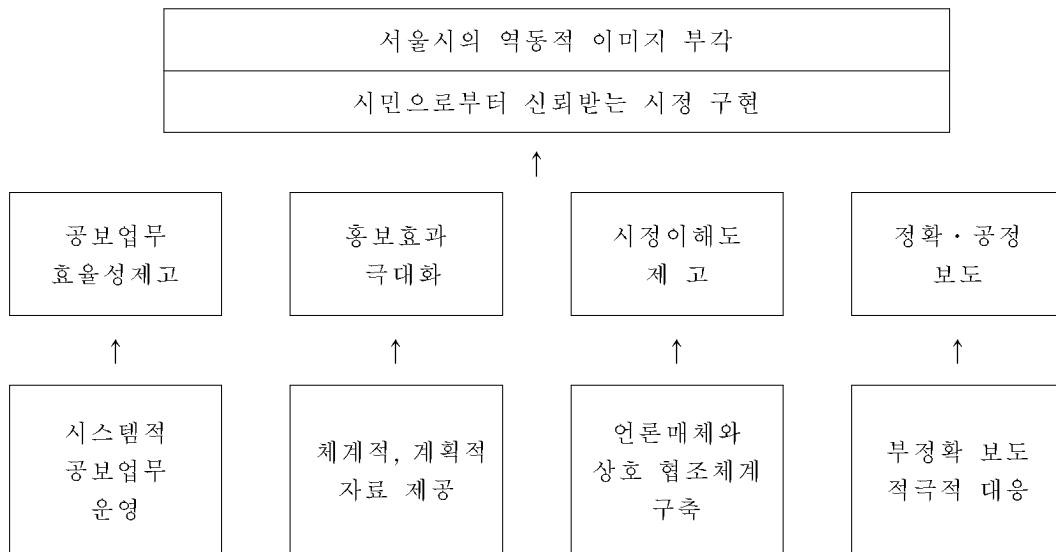 서울시의 역동적 이미지 부각
시민으로부터 신뢰받는 시정 구현
↑
공보업무
효율성제고
홍보효과
극대화
시정이해도
제 고
정확·공정
보도
↑ ↑ ↑ ↑
시스템적
공보업무
운영
체계적, 계획적
자료 제공
언론매체와
상호 협조체계
구축
부정확 보도
적극적 대응